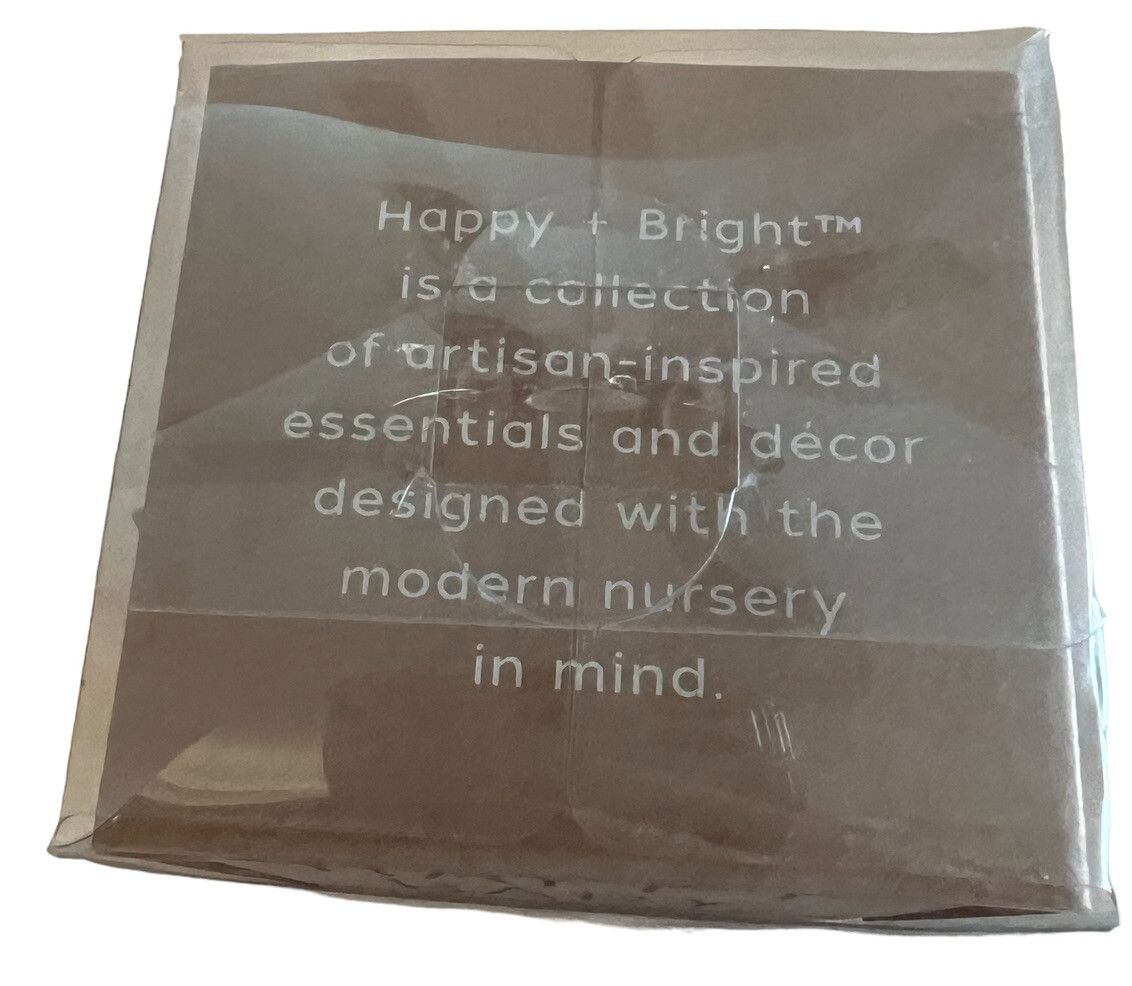 Happy + Bright™
is a collection
of artisan-inspired
essentials and décor
designed with the
modern nursery
in mind.